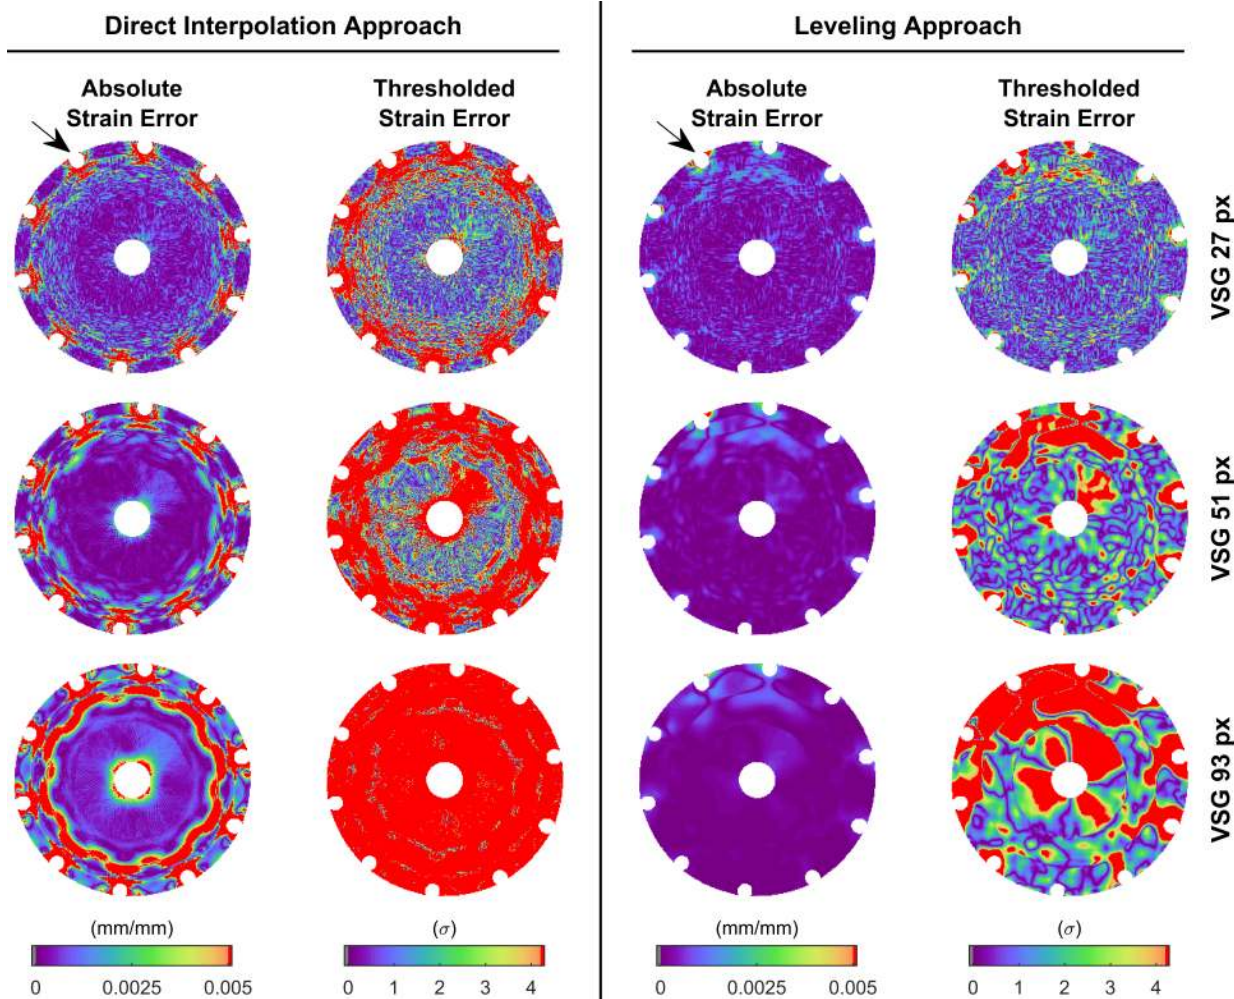 Direct Interpolation Approach
Leveling Approach
Absolute
Strain Error
Thresholded
Strain Error
Absolute
Strain Error
Thresholded
Strain Error
VSG 27 px
VSG 51 px
VSG 93 px
(mm/mm)
(σ)
(mm/mm)
(σ)
0 0.0025 0.005
0 1 2 3 4
0 0.0025 0.005
0 1 2 3 4